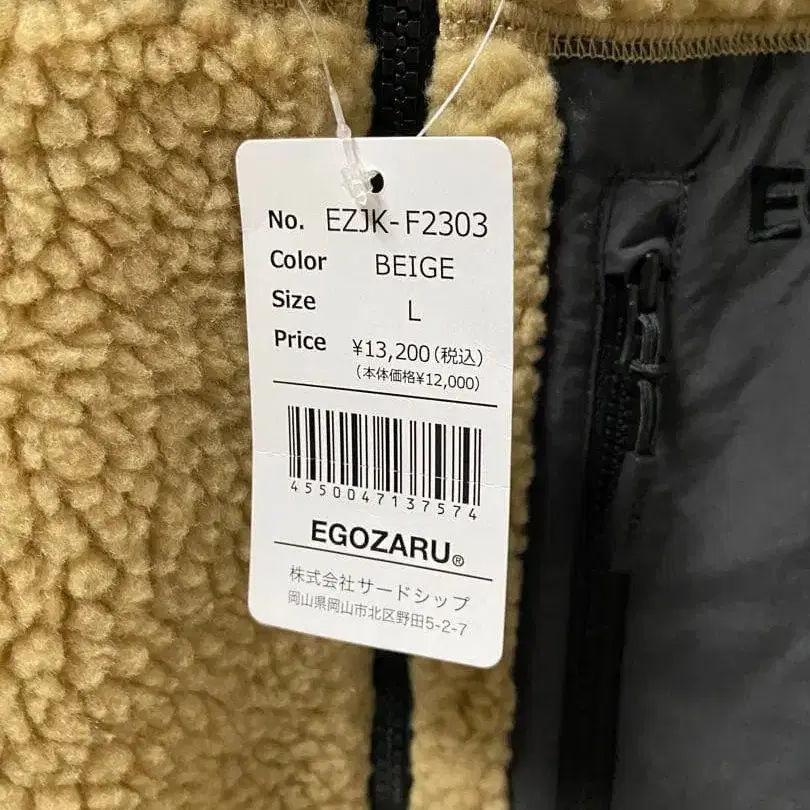 No. EZJK-F2303
Color BEIGE
Size L
Price ¥13,200(税込)
(本体価格¥12,000)
4550047137574
EGOZARU®
株式会社サードシップ
岡山県岡山市北区野田5-2-7
E